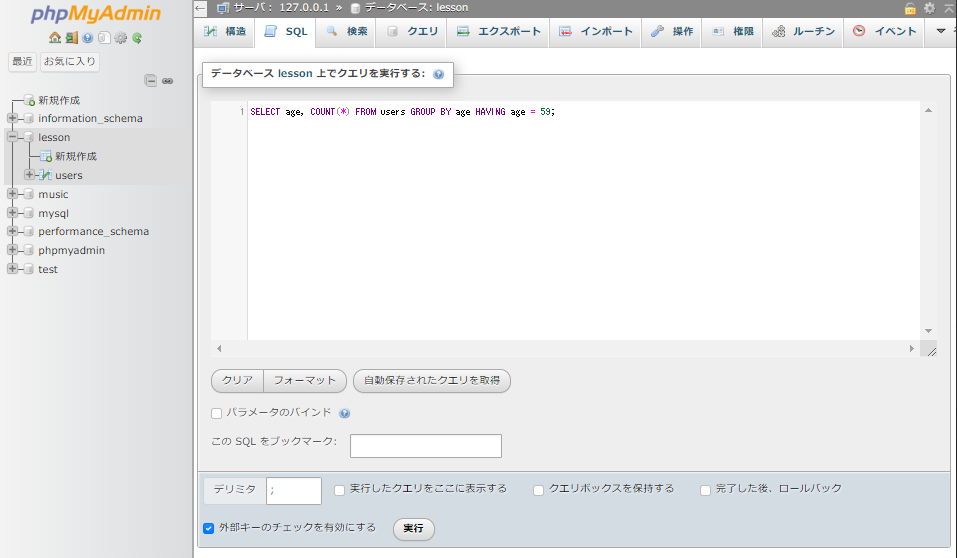 phpMyAdmin
最近 お気に入り
新規作成
information_schema
lesson
新規作成
users
music
mysql
performance_schema
phpmyadmin
test
サーバ: 127.0.0.1 » データベース: lesson
構造 SQL 検索 クエリ エクスポート インポート 操作 権限 ルーチン イベント
データベース lesson 上でクエリを実行する:
1 SELECT age, COUNT(*) FROM users GROUP BY age HAVING age = 59;
クリア フォーマット 自動保存されたクエリを取得
パラメータのバインド
この SQL をブックマーク:
デリミタ ; 実行したクエリをここに表示する クエリボックスを保持する 完了した後、ロールバック
外部キーのチェックを有効にする 実行